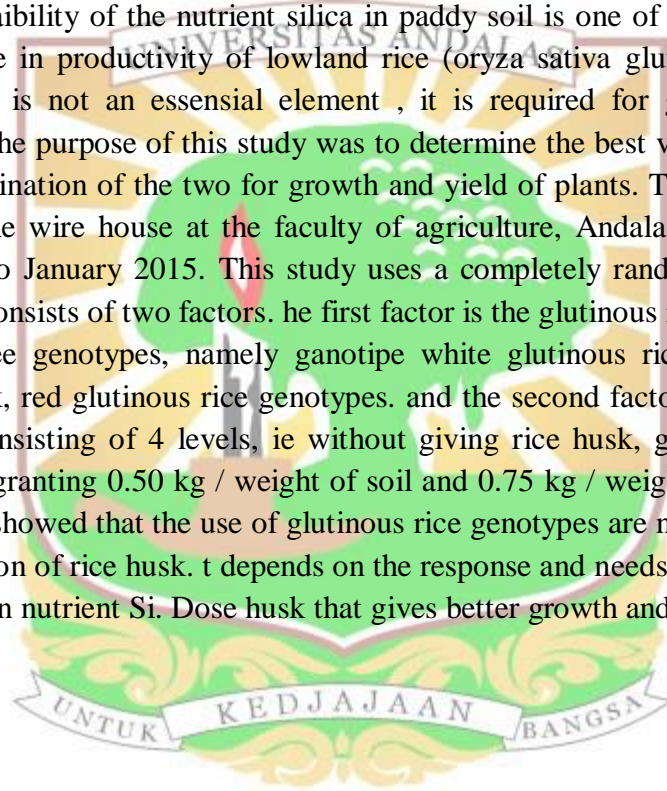 aibility of the nutrient silica in paddy soil is one of
UNIVERSITAS ANDALAS
e in productivity of lowland rice (oryza sativa glu
is not an essensial element , it is required for
he purpose of this study was to determine the best v
ination of the two for growth and yield of plants. T
e wire house at the faculty of agriculture, Andala
o January 2015. This study uses a completely rand
onsists of two factors. he first factor is the glutinous
ee genotypes, namely ganotipe white glutinous ric
k, red glutinous rice genotypes. and the second facto
nsisting of 4 levels, ie without giving rice husk, g
granting 0.50 kg / weight of soil and 0.75 kg / weig
showed that the use of glutinous rice genotypes are n
on of rice husk. t depends on the response and needs
n nutrient Si. Dose husk that gives better growth and
UNTUK KEDJAJAAN BANGSA